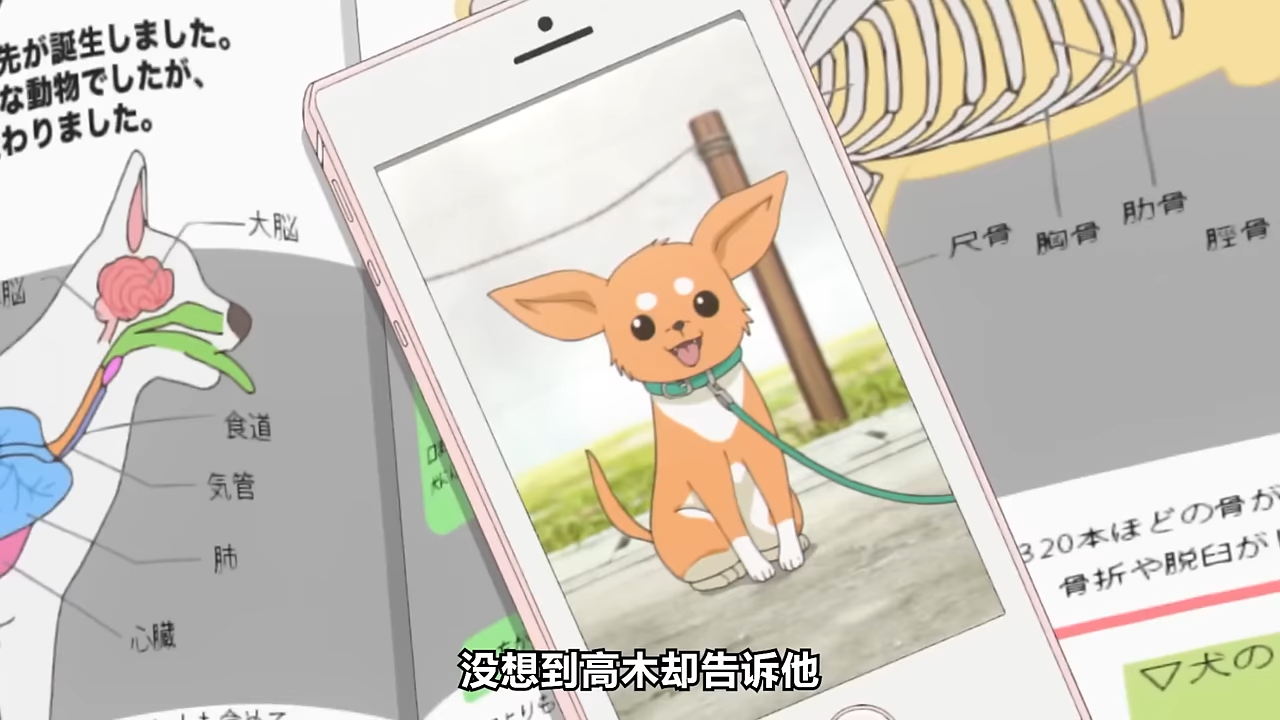 先が誕生しました。
な動物でしたが、
わりました。
大脳
脳
食道
気管
肺
心臓
尺骨
胸骨
肋骨
脛骨
320本ほどの骨が
骨折や脱臼が
▽犬の
没想到高木却告诉他